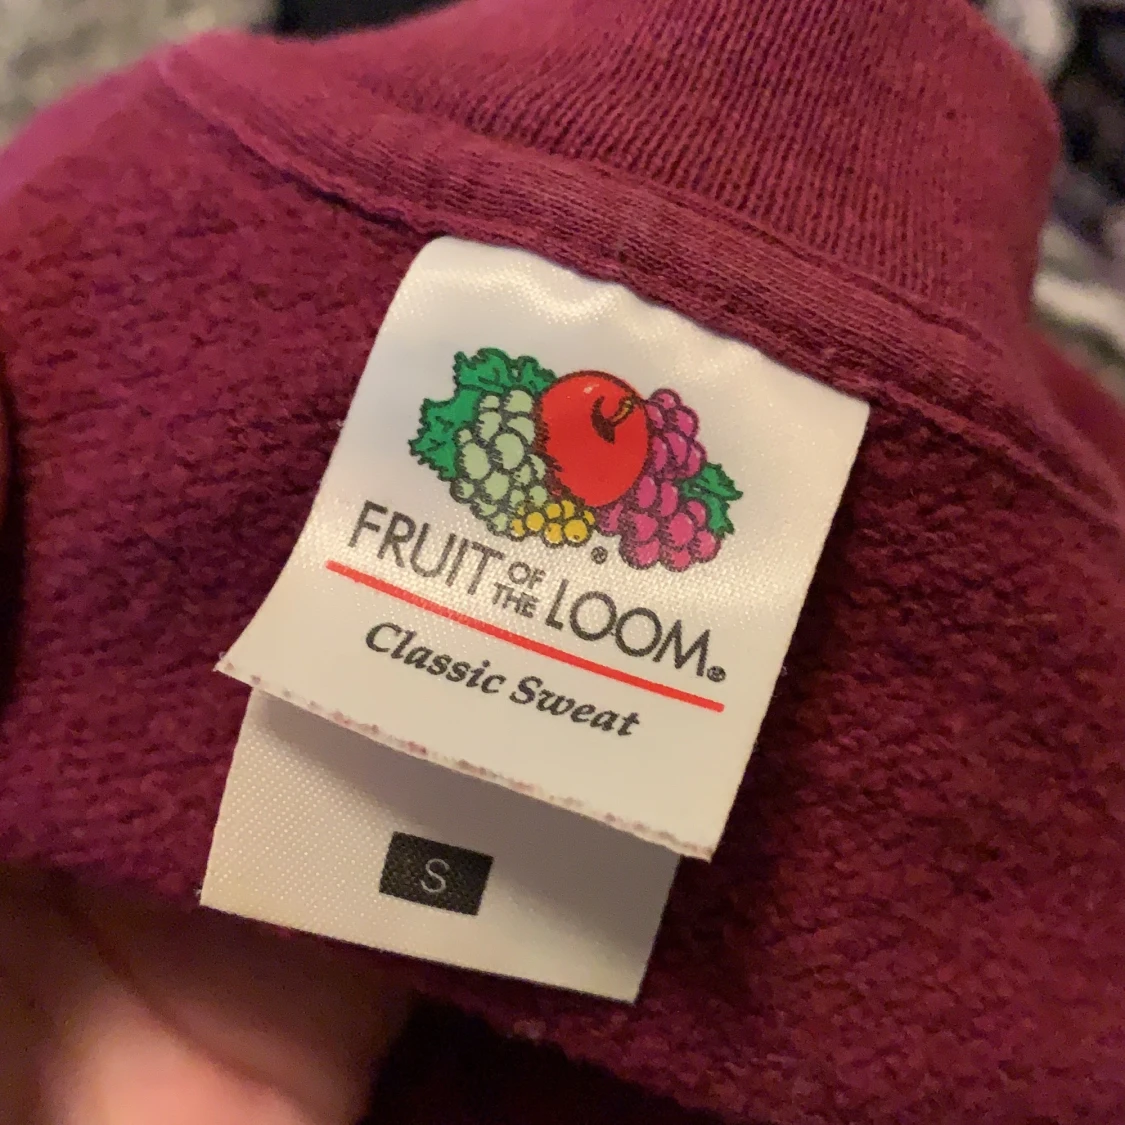 ®
FRUIT OF THE LOOM®
Classic Sweat
S